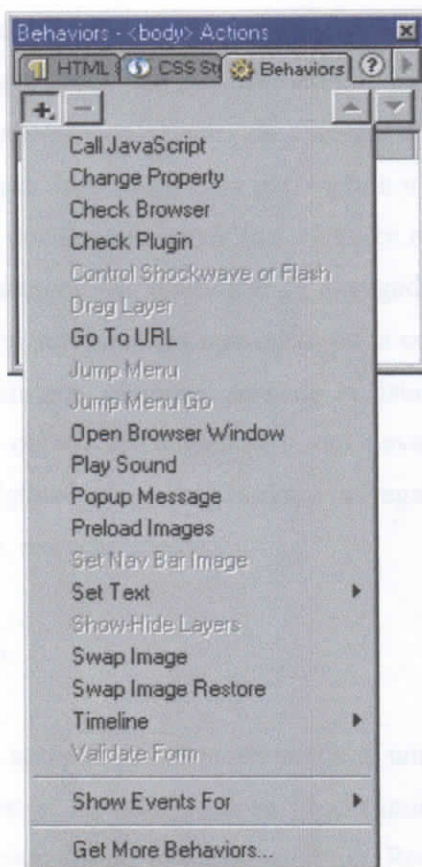 Behaviors - <body> Actions
HTML CSS Behaviors ?
Call JavaScript
Change Property
Check Browser
Check Plugin
Control Shockwave or Flash
Drag Layer
Go To URL
Jump Menu
Jump Menu Go
Open Browser Window
Play Sound
Popup Message
Preload Images
Set Nav Bar Image
Set Text
Show-Hide Layers
Swap Image
Swap Image Restore
Timeline
Validate Form
Show Events For
Get More Behaviors...